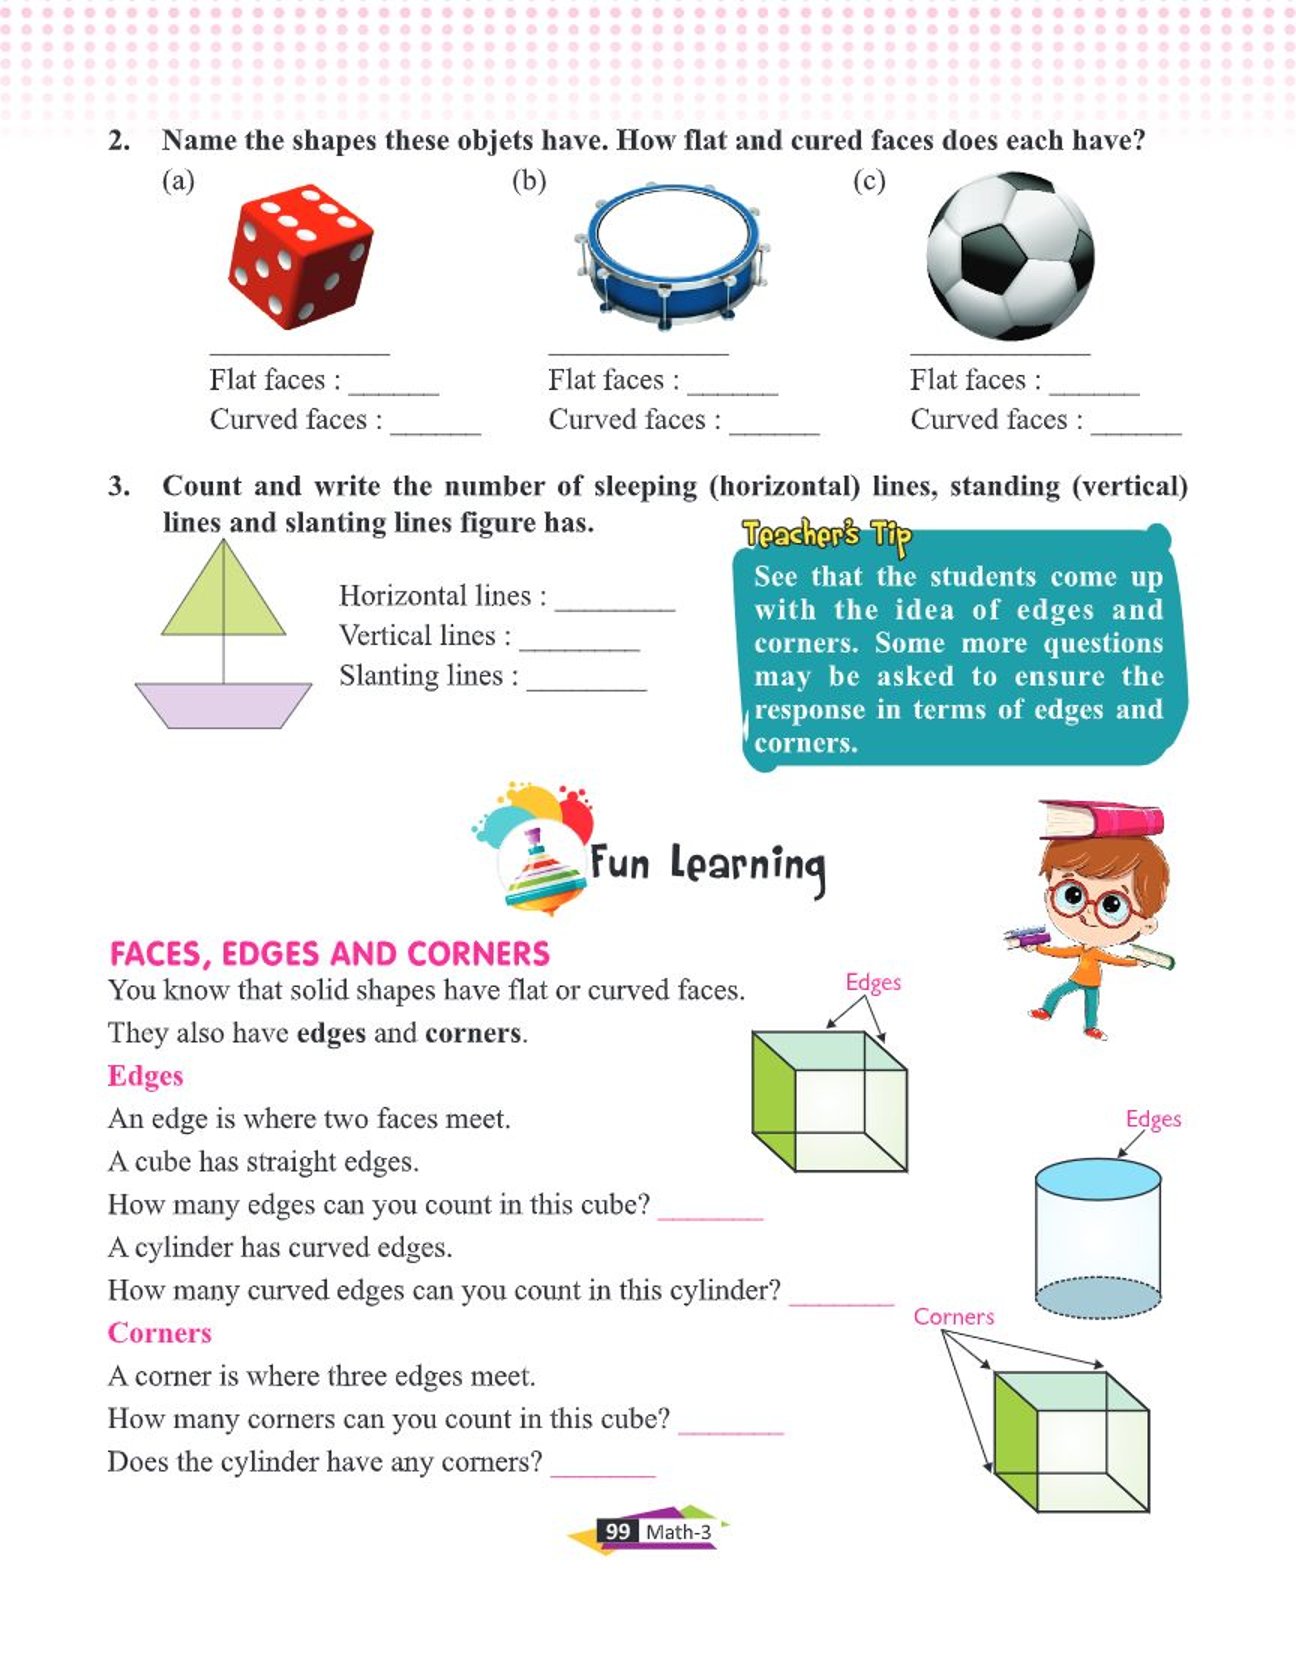 2. Name the shapes these objets have. How flat and cured faces does each have?
(a) (b) (c)
Flat faces : ______ Flat faces : ______ Flat faces : ______
Curved faces : ______ Curved faces : ______ Curved faces : ______
3. Count and write the number of sleeping (horizontal) lines, standing (vertical)
lines and slanting lines figure has.
Horizontal lines : ________
Vertical lines : ________
Slanting lines : ________
Teacher's Tip
See that the students come up
with the idea of edges and
corners. Some more questions
may be asked to ensure the
response in terms of edges and
corners.
Fun Learning
FACES, EDGES AND CORNERS
You know that solid shapes have flat or curved faces.
They also have edges and corners.
Edges
Edges
An edge is where two faces meet.
A cube has straight edges.
How many edges can you count in this cube? _______
Edges
A cylinder has curved edges.
How many curved edges can you count in this cylinder? _______
Corners
Corners
A corner is where three edges meet.
How many corners can you count in this cube? _______
Does the cylinder have any corners? _______
99 Math-3